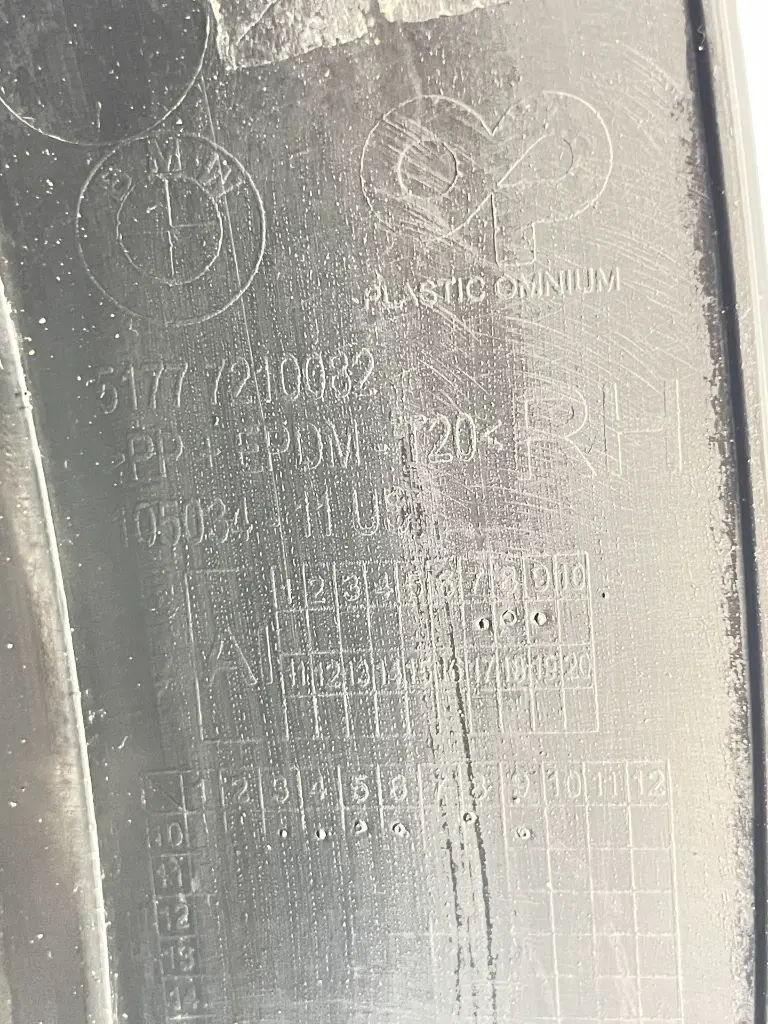 BMW
PLASTIC OMNIUM
5177 7210032
>PP + EPDM - T20<
RH
105034 - 11 US
1 2 3 4 5 6 7 8 9 10
AI
11 12 13 14 15 16 17 18 19 20
1 2 3 4 5 6 7 8 9 10 11 12
10
11
12
13